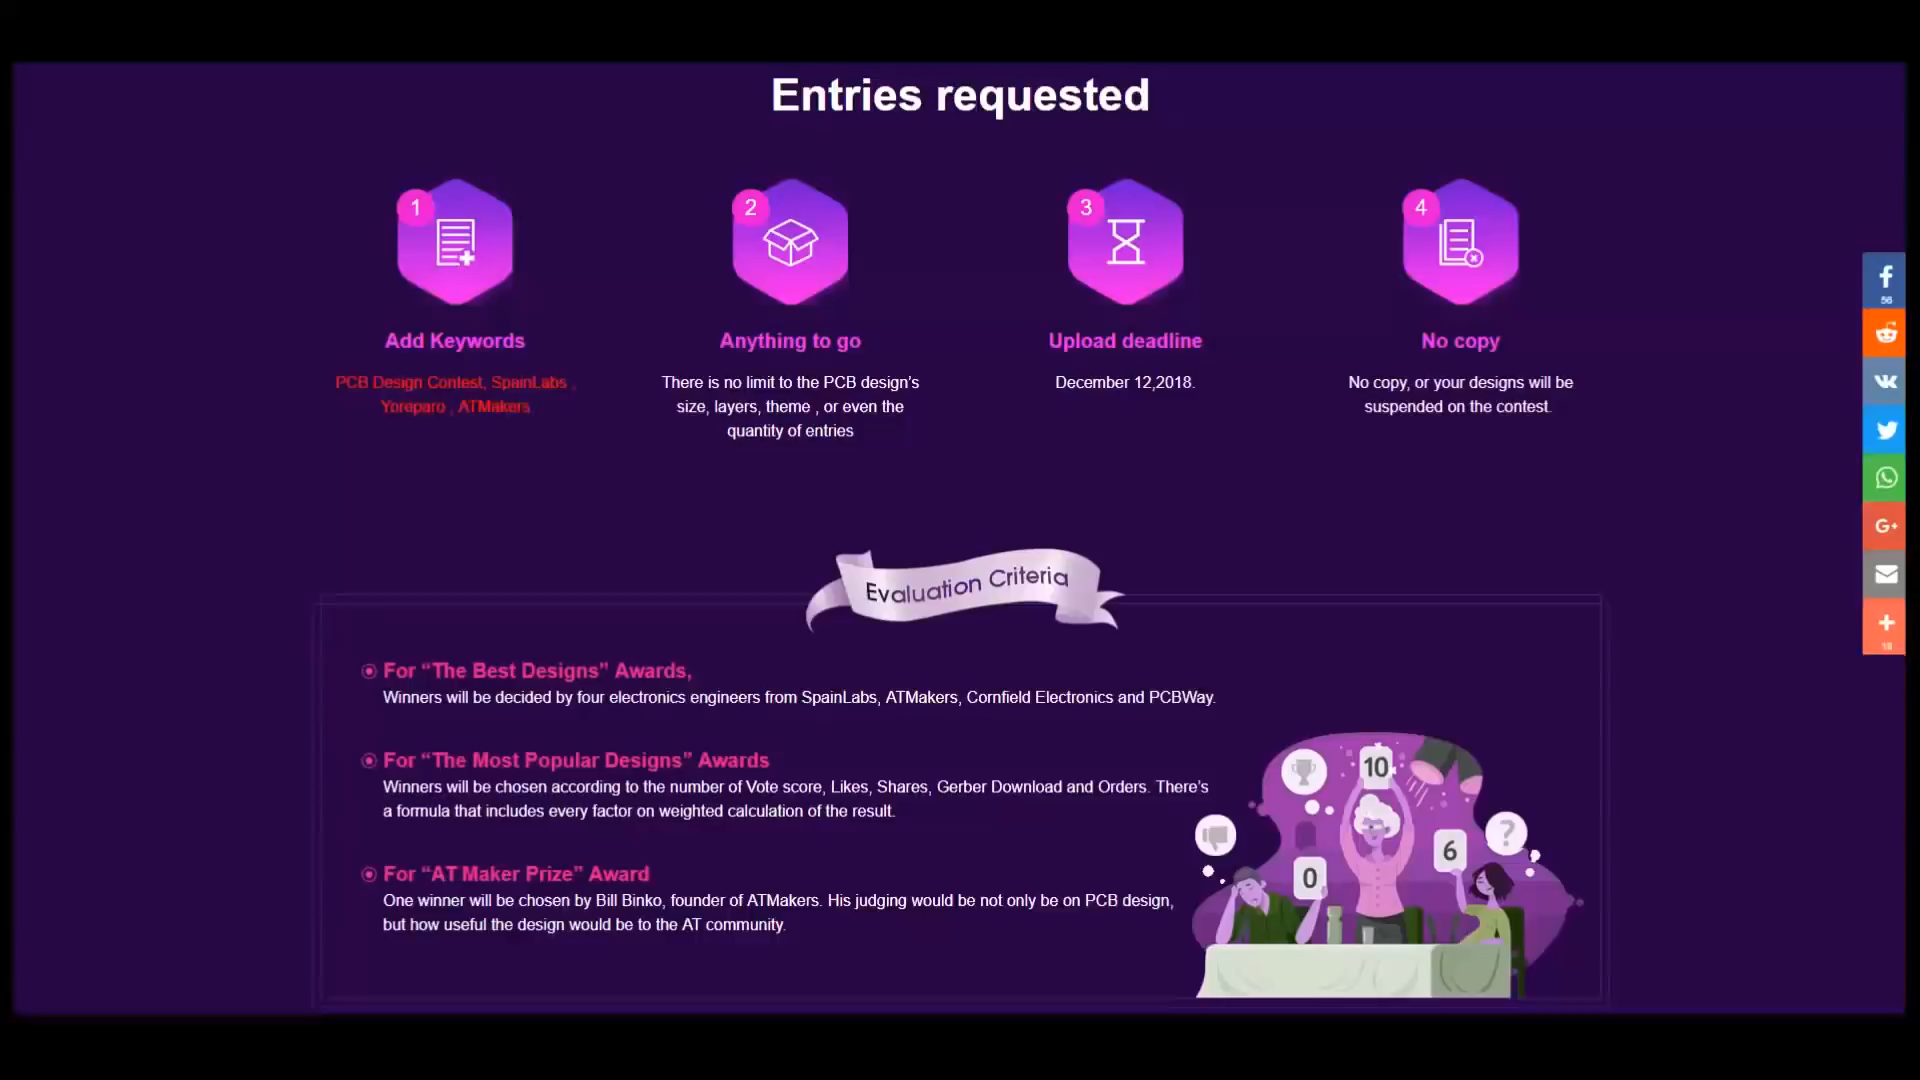 Entries requested
1
2
3
4
Add Keywords
PCB Design Contest, SpainLabs ,
Yoreparo , ATMakers
Anything to go
There is no limit to the PCB design's
size, layers, theme , or even the
quantity of entries
Upload deadline
December 12,2018.
No copy
No copy, or your designs will be
suspended on the contest.
f
56
G+
18
Evaluation Criteria
For “The Best Designs” Awards,
Winners will be decided by four electronics engineers from SpainLabs, ATMakers, Cornfield Electronics and PCBWay.
For “The Most Popular Designs” Awards
Winners will be chosen according to the number of Vote score, Likes, Shares, Gerber Download and Orders. There's
a formula that includes every factor on weighted calculation of the result.
For “AT Maker Prize” Award
One winner will be chosen by Bill Binko, founder of ATMakers. His judging would be not only be on PCB design,
but how useful the design would be to the AT community.
10
?
6
0